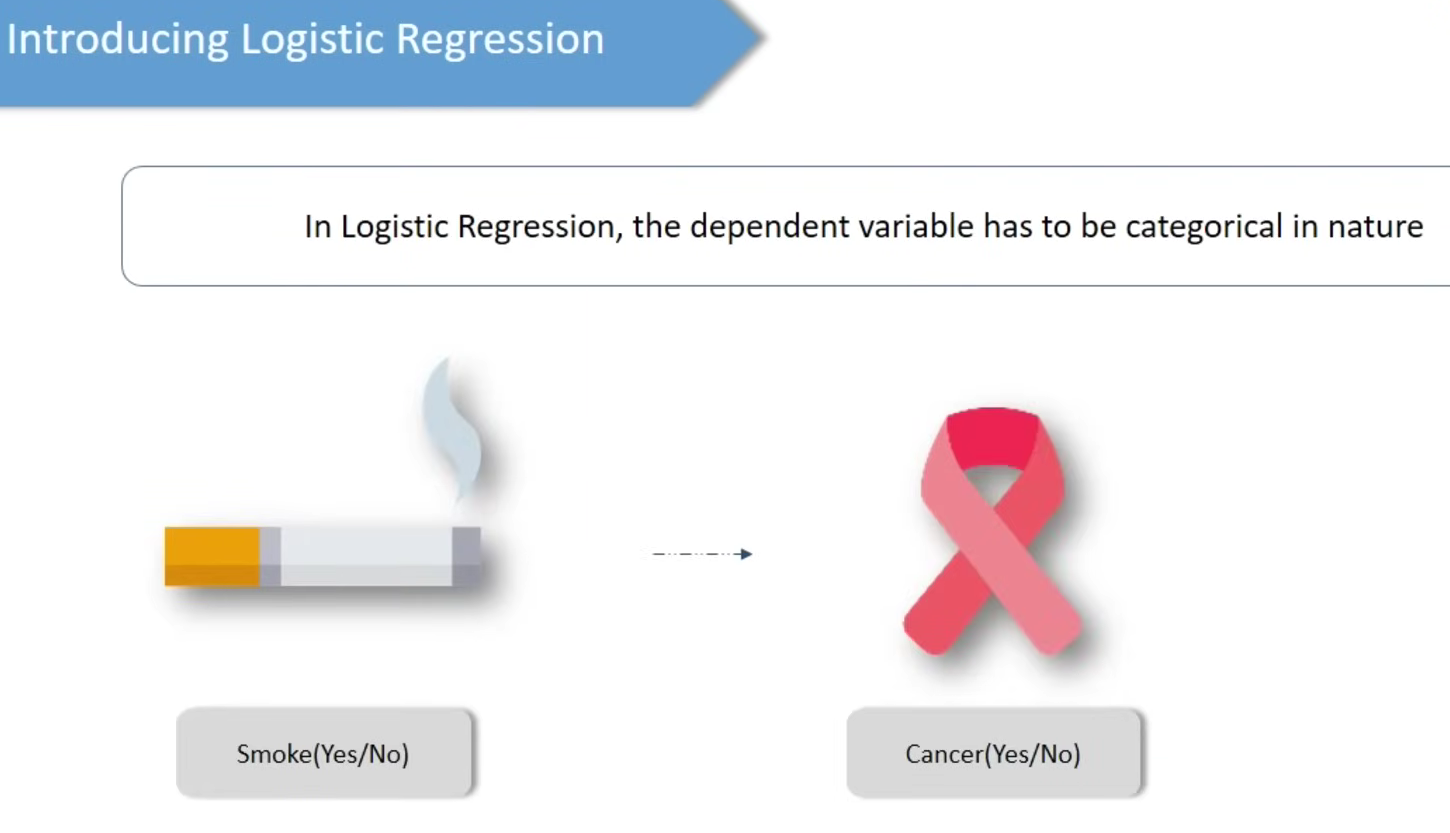 Introducing Logistic Regression
In Logistic Regression, the dependent variable has to be categorical in nature
Smoke(Yes/No)
Cancer(Yes/No)